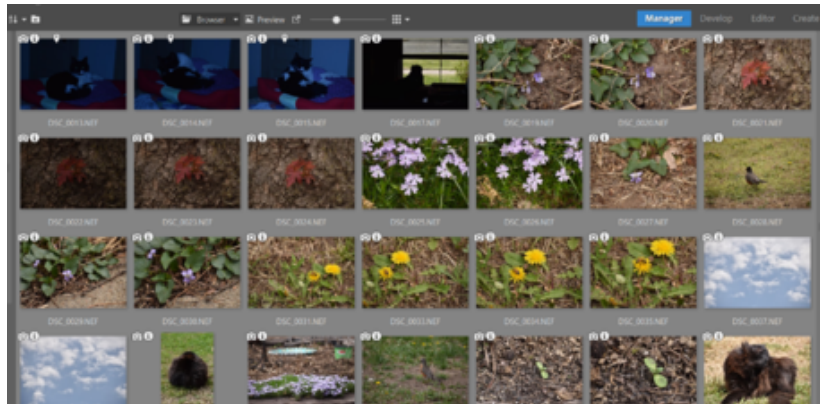 Browser Preview Manager Develop Editor Create
DSC_0013.NEF DSC_0014.NEF DSC_0015.NEF DSC_0017.NEF DSC_0019.NEF DSC_0020.NEF DSC_0021.NEF
DSC_0022.NEF DSC_0023.NEF DSC_0024.NEF DSC_0025.NEF DSC_0026.NEF DSC_0027.NEF DSC_0028.NEF
DSC_0029.NEF DSC_0030.NEF DSC_0031.NEF DSC_0033.NEF DSC_0034.NEF DSC_0035.NEF DSC_0037.NEF